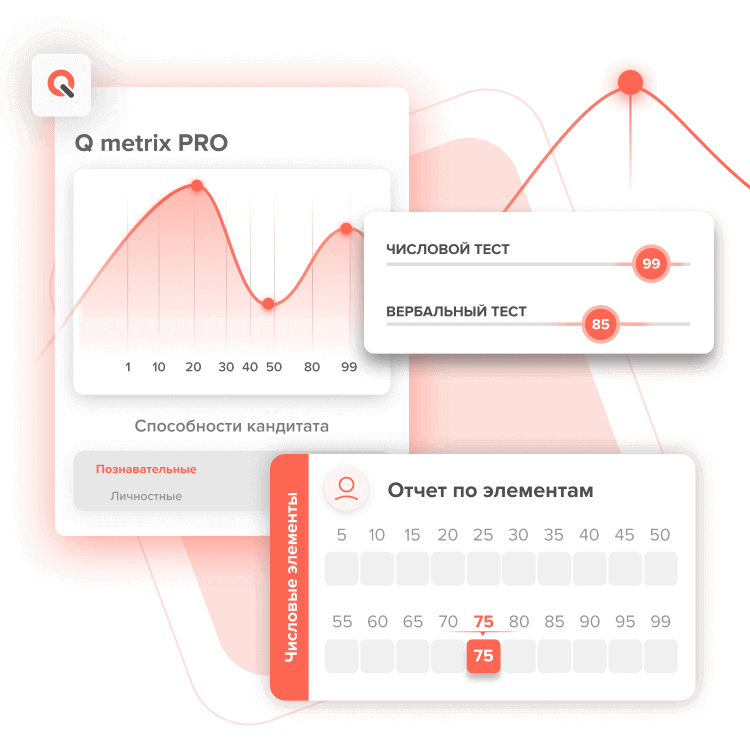 Q metrix PRO
1 10 20 30 40 50 80 99
Способности кандитата
Познавательные
Личностные
ЧИСЛОВОЙ ТЕСТ
99
ВЕРБАЛЬНЫЙ ТЕСТ
85
Числовые элементы
Отчет по элементам
5 10 15 20 25 30 35 40 45 50
55 60 65 70 75 80 85 90 95 99
75